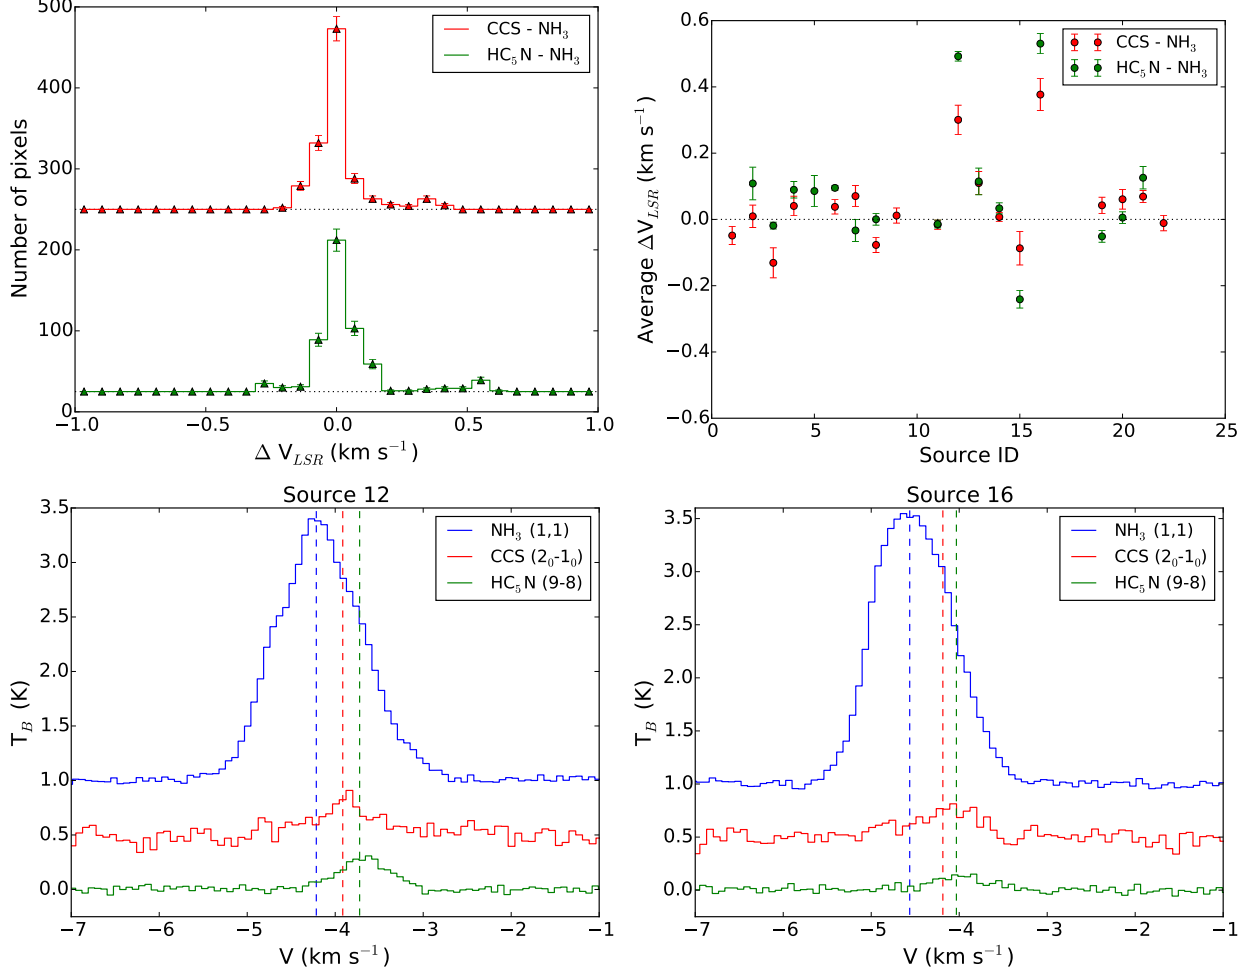 500
400
300
200
100
0
Number of pixels
−1.0 −0.5 0.0 0.5 1.0
Δ V_LSR (km s⁻¹)
CCS - NH₃
HC₅N - NH₃
0.6
0.4
0.2
0.0
−0.2
−0.4
−0.6
Average ΔV_LSR (km s⁻¹)
0 5 10 15 20 25
Source ID
CCS - NH₃
HC₅N - NH₃
Source 12
3.5
3.0
2.5
2.0
1.5
1.0
0.5
0.0
T_B (K)
−7 −6 −5 −4 −3 −2 −1
V (km s⁻¹)
NH₃ (1,1)
CCS (2₀-1₀)
HC₅N (9-8)
Source 16
3.5
3.0
2.5
2.0
1.5
1.0
0.5
0.0
T_B (K)
−7 −6 −5 −4 −3 −2 −1
V (km s⁻¹)
NH₃ (1,1)
CCS (2₀-1₀)
HC₅N (9-8)